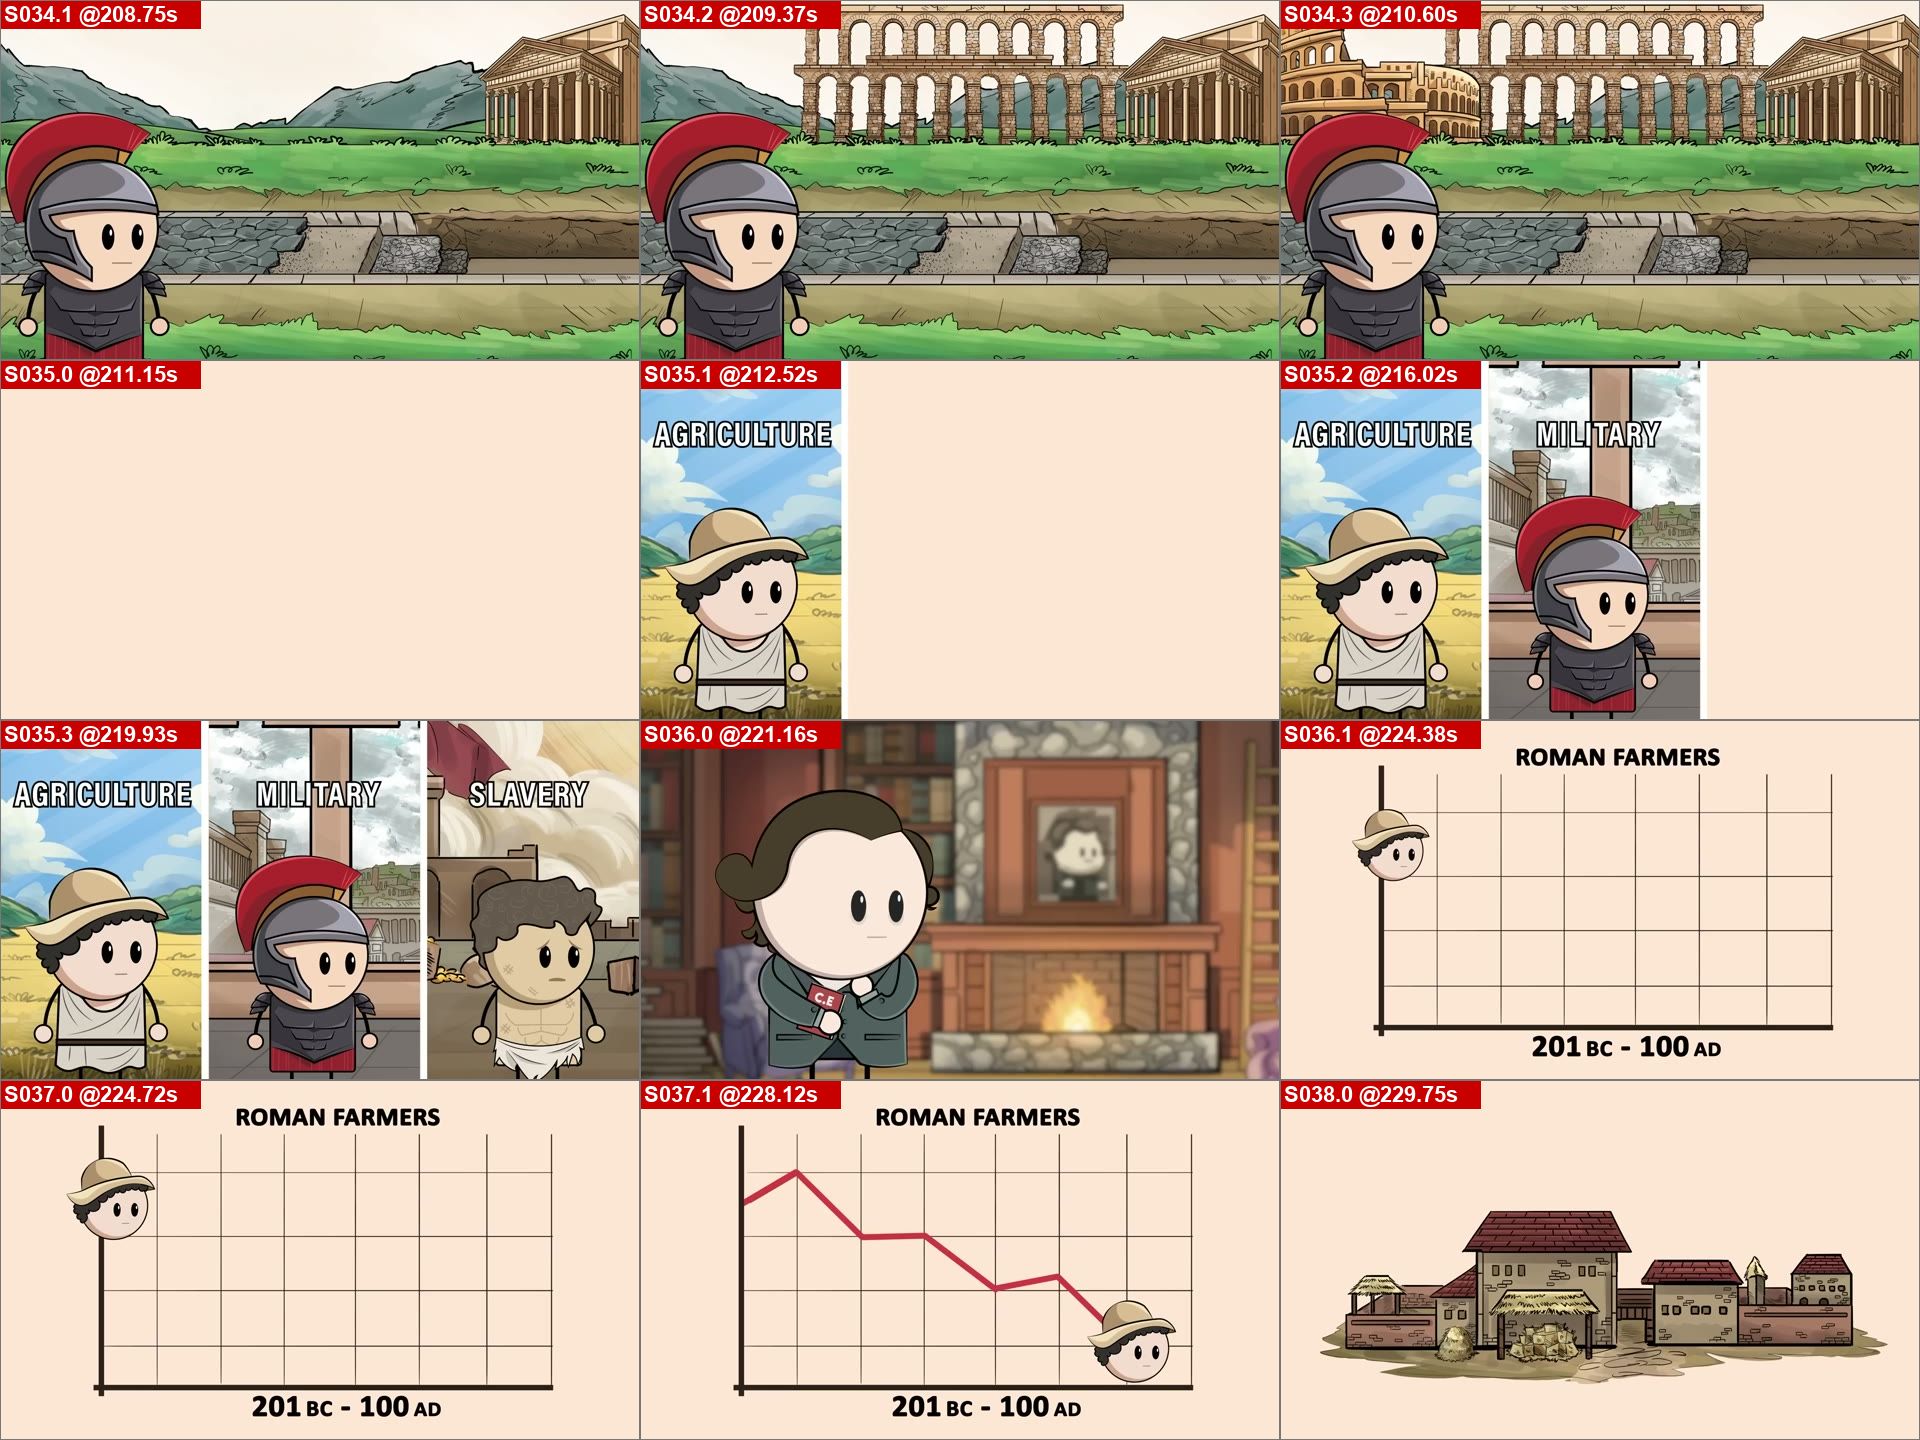 S034.1 @208.75s
S034.2 @209.37s
S034.3 @210.60s
S035.0 @211.15s
S035.1 @212.52s
AGRICULTURE
S035.2 @216.02s
AGRICULTURE
MILITARY
S035.3 @219.93s
AGRICULTURE
MILITARY
SLAVERY
S036.0 @221.16s
C.E
S036.1 @224.38s
ROMAN FARMERS
201 BC - 100 AD
S037.0 @224.72s
ROMAN FARMERS
201 BC - 100 AD
S037.1 @228.12s
ROMAN FARMERS
201 BC - 100 AD
S038.0 @229.75s